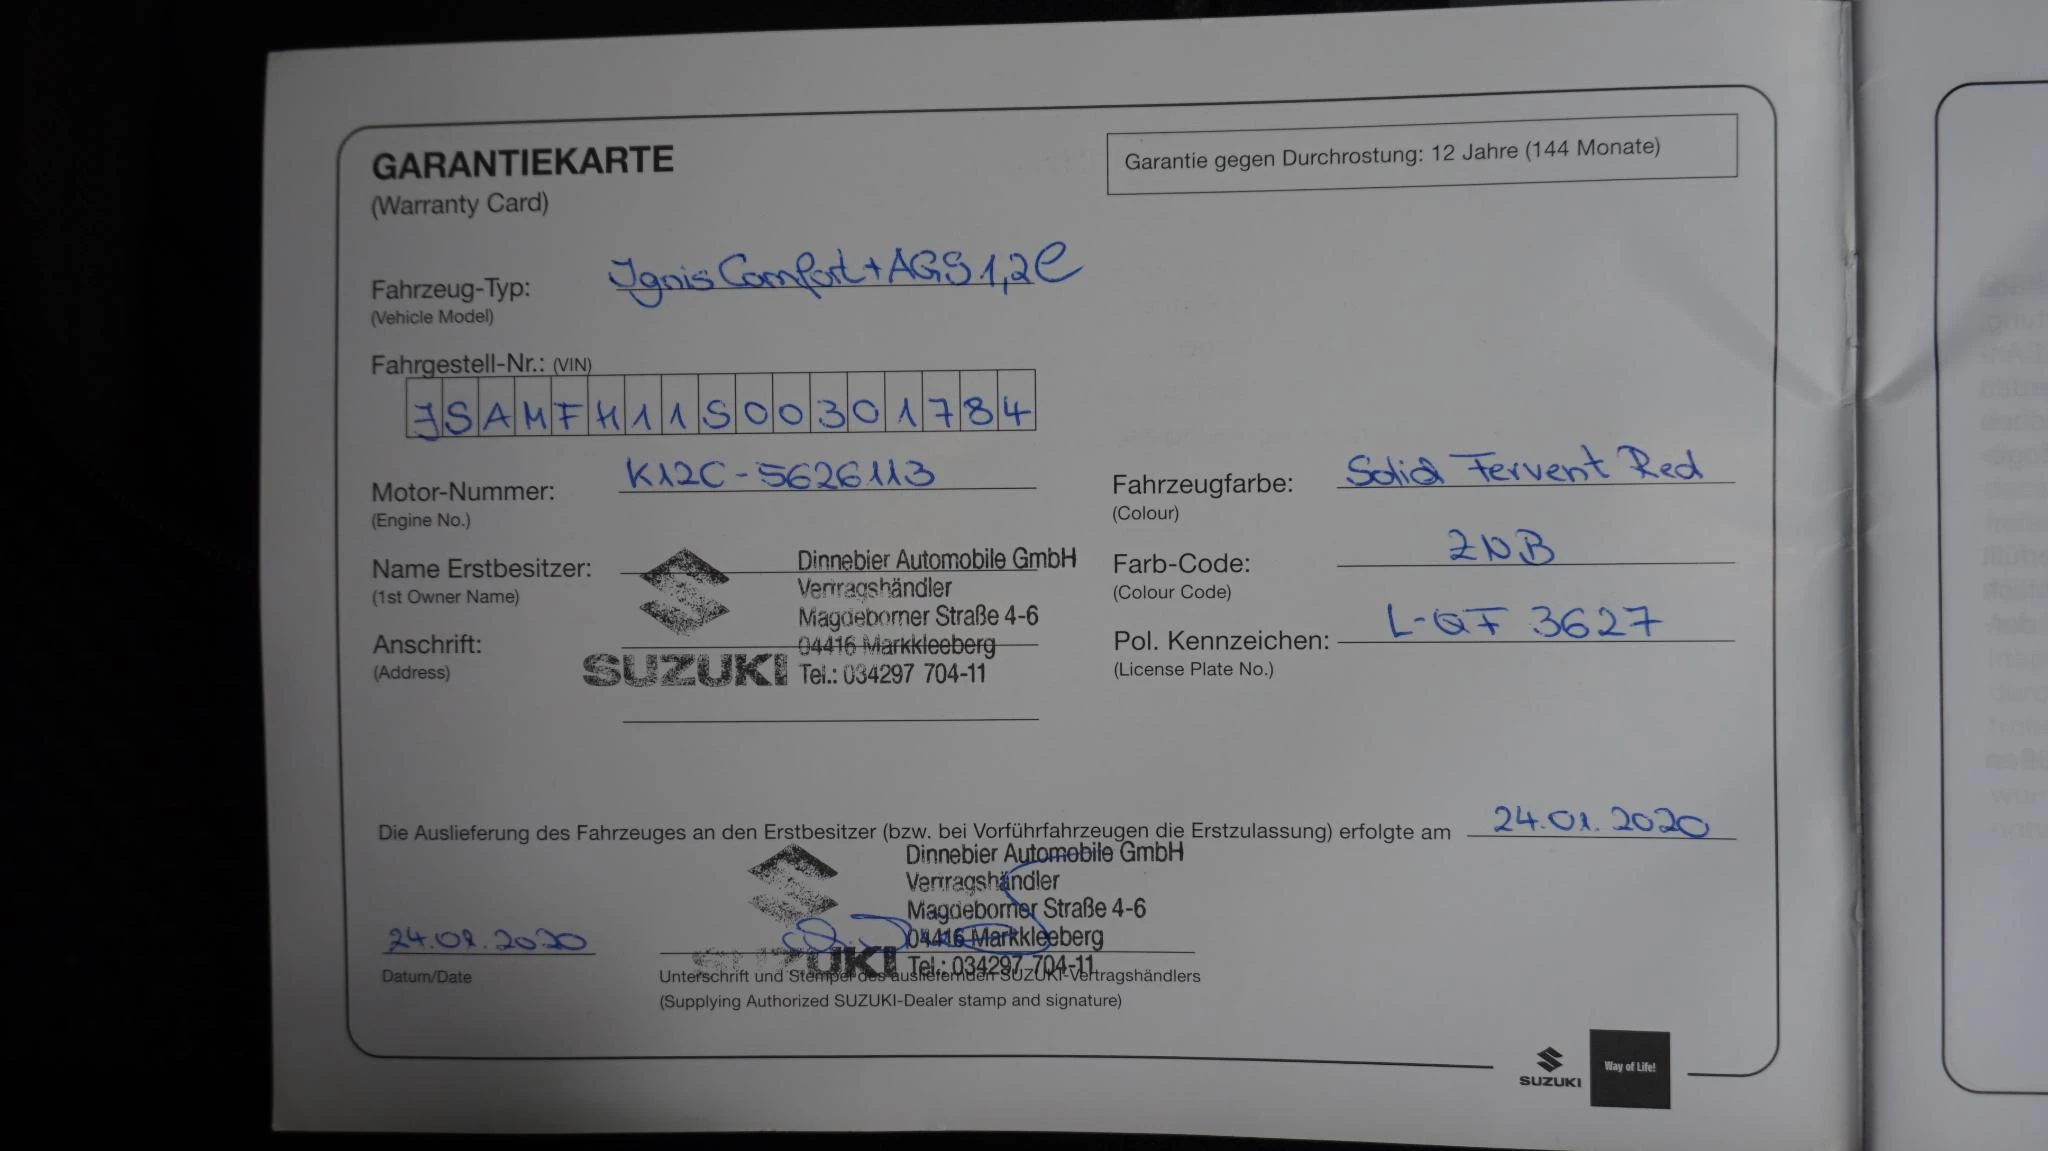 GARANTIEKARTE
(Warranty Card)
Garantie gegen Durchrostung: 12 Jahre (144 Monate)
Fahrzeug-Typ: Ignis Comfort+ AGS 1,2 l
(Vehicle Model)
Fahrgestell-Nr.: (VIN)
JSAMFH11S00301784
Motor-Nummer: K12C-5626113
(Engine No.)
Fahrzeugfarbe: Solid Fervent Red
(Colour)
Name Erstbesitzer:
(1st Owner Name)
Anschrift:
(Address)
SUZUKI
Dinnebier Automobile GmbH
Vertragshändler
Magdeborner Straße 4-6
04416 Markkleeberg
Tel.: 034297 704-11
Farb-Code: ZNB
(Colour Code)
Pol. Kennzeichen: L-QF 3627
(License Plate No.)
Die Auslieferung des Fahrzeuges an den Erstbesitzer (bzw. bei Vorführfahrzeugen die Erstzulassung) erfolgte am 24.01.2020
Dinnebier Automobile GmbH
Vertragshändler
Magdeborner Straße 4-6
04416 Markkleeberg
SUZUKI Tel.: 034297 704-11
24.01.2020
Datum/Date
Unterschrift und Stempel des ausliefernden SUZUKI-Vertragshändlers
(Supplying Authorized SUZUKI-Dealer stamp and signature)
SUZUKI
Way of Life!